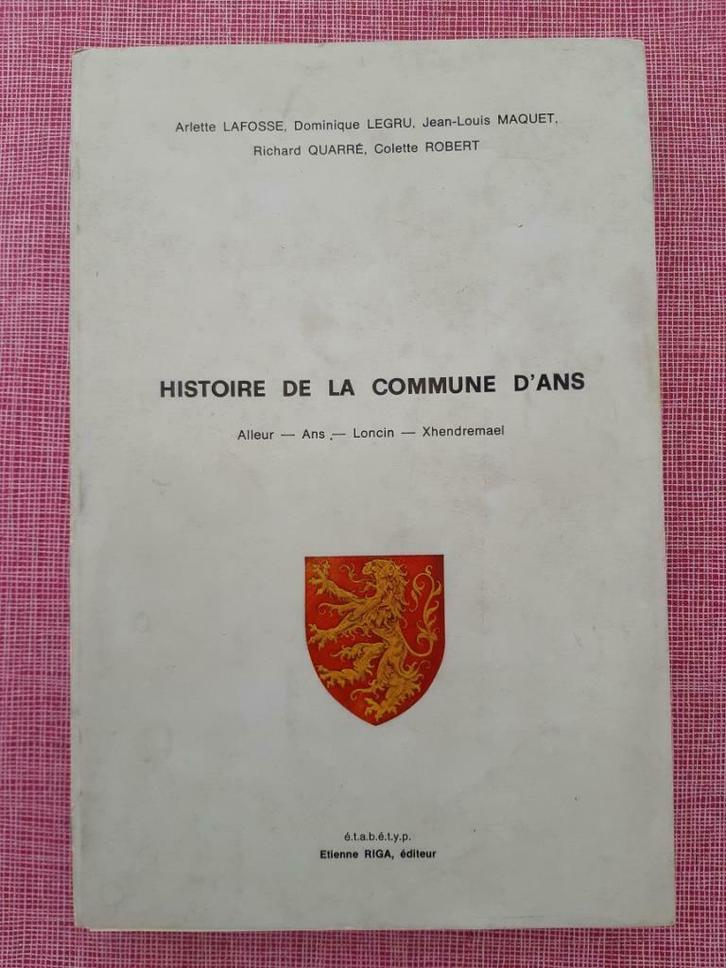 Arlette LAFOSSE, Dominique LEGRU, Jean-Louis MAQUET,
Richard QUARRÉ, Colette ROBERT
HISTOIRE DE LA COMMUNE D'ANS
Alleur — Ans — Loncin — Xhendremael
é.t.a.b.é.t.y.p.
Etienne RIGA, éditeur